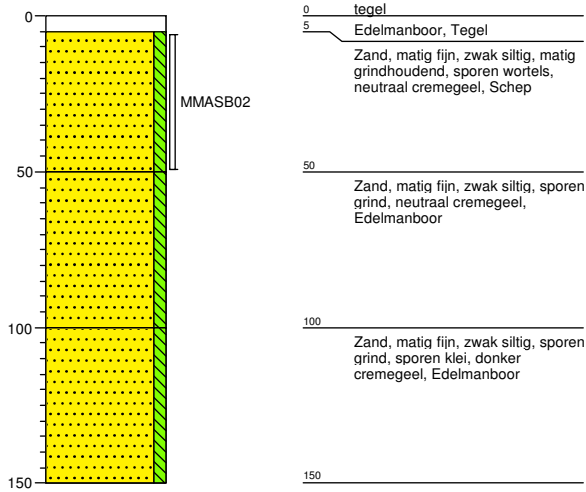 0
50
100
150
MMASB02
0
tegel
5
Edelmanboor, Tegel
Zand, matig fijn, zwak siltig, matig
grindhoudend, sporen wortels,
neutraal cremegeel, Schep
50
Zand, matig fijn, zwak siltig, sporen
grind, neutraal cremegeel,
Edelmanboor
100
Zand, matig fijn, zwak siltig, sporen
grind, sporen klei, donker
cremegeel, Edelmanboor
150